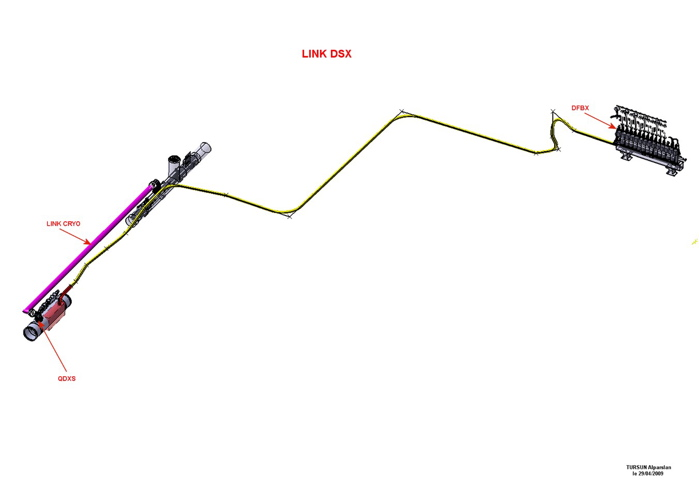 LINK DSX
DFBX
LINK CRYO
QDXS
TURSUN Alpaslan
le 29/04/2009